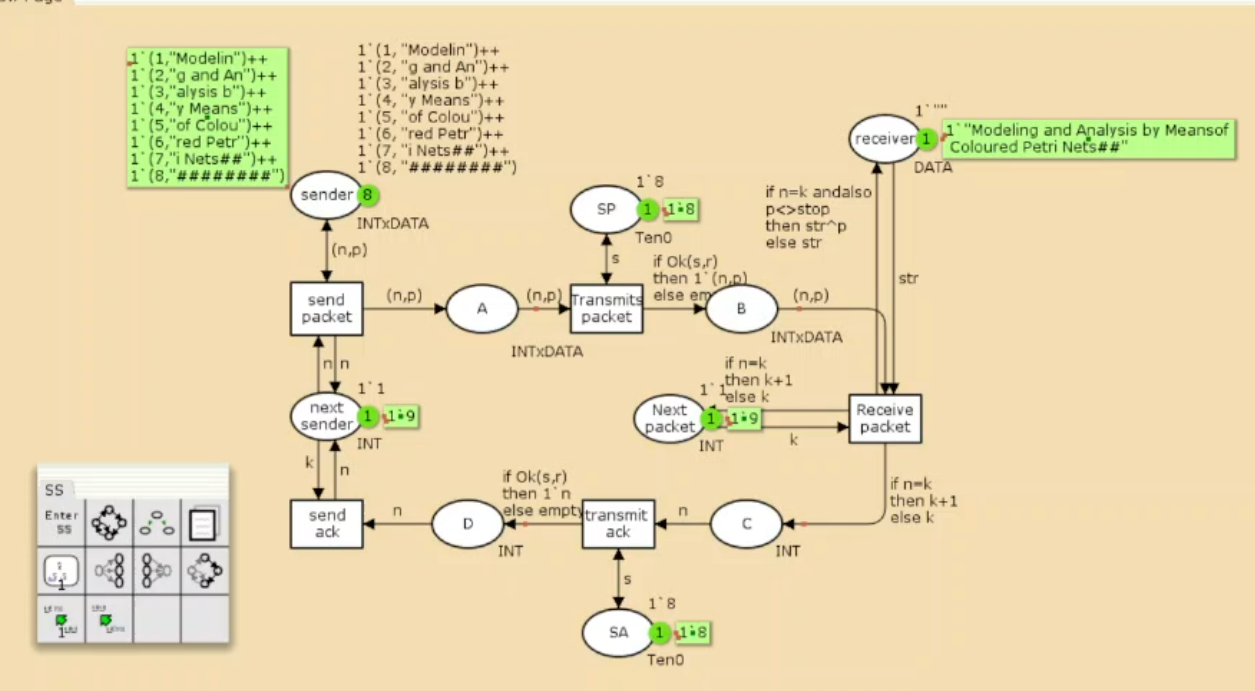 1`(1,"Modelin")++
1`(2,"g and An")++
1`(3,"alysis b")++
1`(4,"y Means")++
1`(5,"of Colou")++
1`(6,"red Petr")++
1`(7,"i Nets##")++
1`(8,"########")
1`(1, "Modelin")++
1`(2, "g and An")++
1`(3, "alysis b")++
1`(4, "y Means")++
1`(5, "of Colou")++
1`(6, "red Petr")++
1`(7, "i Nets##")++
1`(8, "########")
sender
8
INTxDATA
(n,p)
send
packet
(n,p)
A
INTxDATA
(n,p)
1`8
SP
1
1`8
Ten0
s
Transmits
packet
if Ok(s,r)
then 1`(n,p)
else em
B
INTxDATA
(n,p)
1`""
receiver
1
1`"Modeling and Analysis by Meansof
Coloured Petri Nets##"
DATA
if n=k andalso
p<>stop
then str^p
else str
str
n
n
1`1
next
sender
1
1`9
INT
if n=k
then k+1
else k
1`1
Next
packet
1
1`9
INT
k
Receive
packet
if n=k
then k+1
else k
k
n
send
ack
n
D
INT
if Ok(s,r)
then 1`n
else empty
transmit
ack
n
C
INT
s
1`8
SA
1
1`8
Ten0
SS
Enter
SS